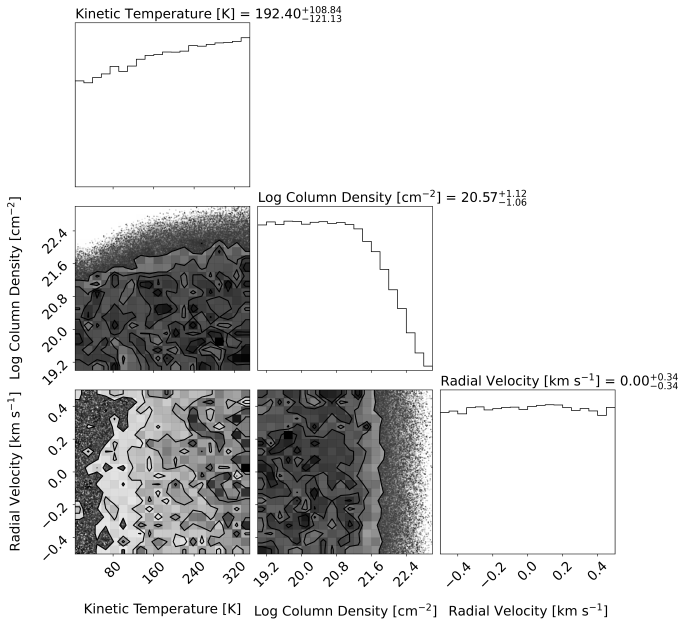 Kinetic Temperature [K] = 192.40$^{+108.84}_{-121.13}$
Log Column Density [cm$^{-2}$] = 20.57$^{+1.12}_{-1.06}$
Log Column Density [cm$^{-2}$]
22.4
21.6
20.8
20.0
19.2
Radial Velocity [km s$^{-1}$] = 0.00$^{+0.34}_{-0.34}$
Radial Velocity [km s$^{-1}$]
0.4
0.2
0.0
−0.2
−0.4
80 160 240 320
19.2 20.0 20.8 21.6 22.4
−0.4 −0.2 0.0 0.2 0.4
Kinetic Temperature [K]
Log Column Density [cm$^{-2}$]
Radial Velocity [km s$^{-1}$]